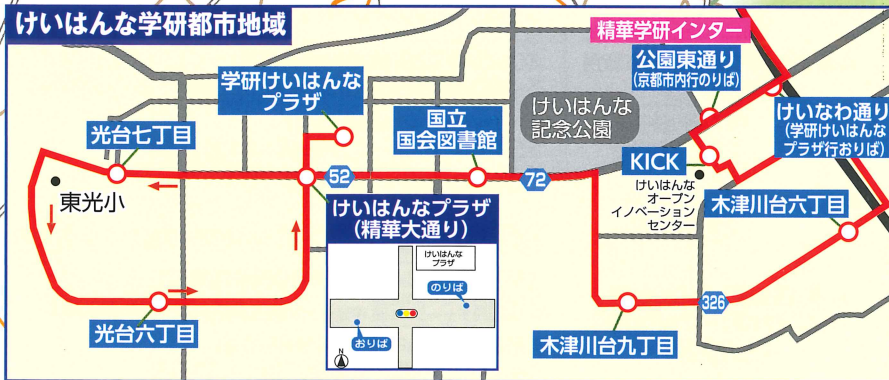 けいはんな学研都市地域
精華学研インター
公園東通り
(京都市内行のりば)
学研けいはんな
プラザ
国立
国会図書館
けいはんな
記念公園
けいなわ通り
(学研けいはんな
プラザ行おりば)
光台七丁目
KICK
52
72
東光小
けいはんな
オープン
イノベーション
センター
木津川台六丁目
けいはんなプラザ
(精華大通り)
けいはんな
プラザ
のりば
おりば
N
326
光台六丁目
木津川台九丁目